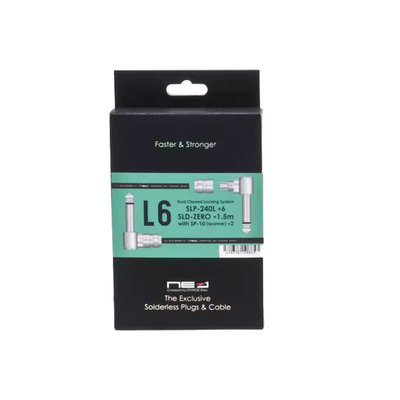 Faster & Stronger
L6
Dual Clawed Locking System
SLP-240L ×6
SLD-ZERO ×1.5m
with SP-10 (spanner) ×2
NEO
The Exclusive
Solderless Plugs & Cable